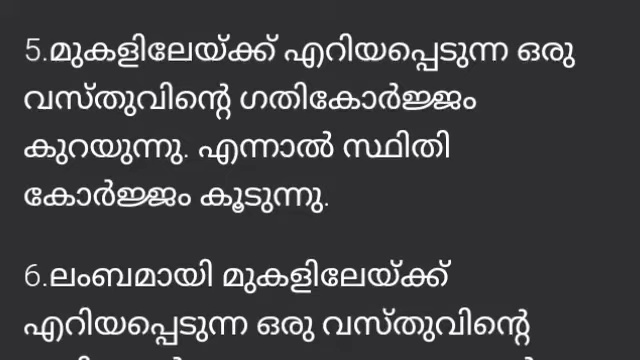 5.മുകളിലേയ്ക്ക് എറിയപ്പെടുന്ന ഒരു
വസ്തുവിന്റെ ഗതികോർജ്ജം
കുറയുന്നു. എന്നാൽ സ്ഥിതി
കോർജ്ജം കൂടുന്നു.
6.ലംബമായി മുകളിലേയ്ക്ക്
എറിയപ്പെടുന്ന ഒരു വസ്തുവിന്റെ